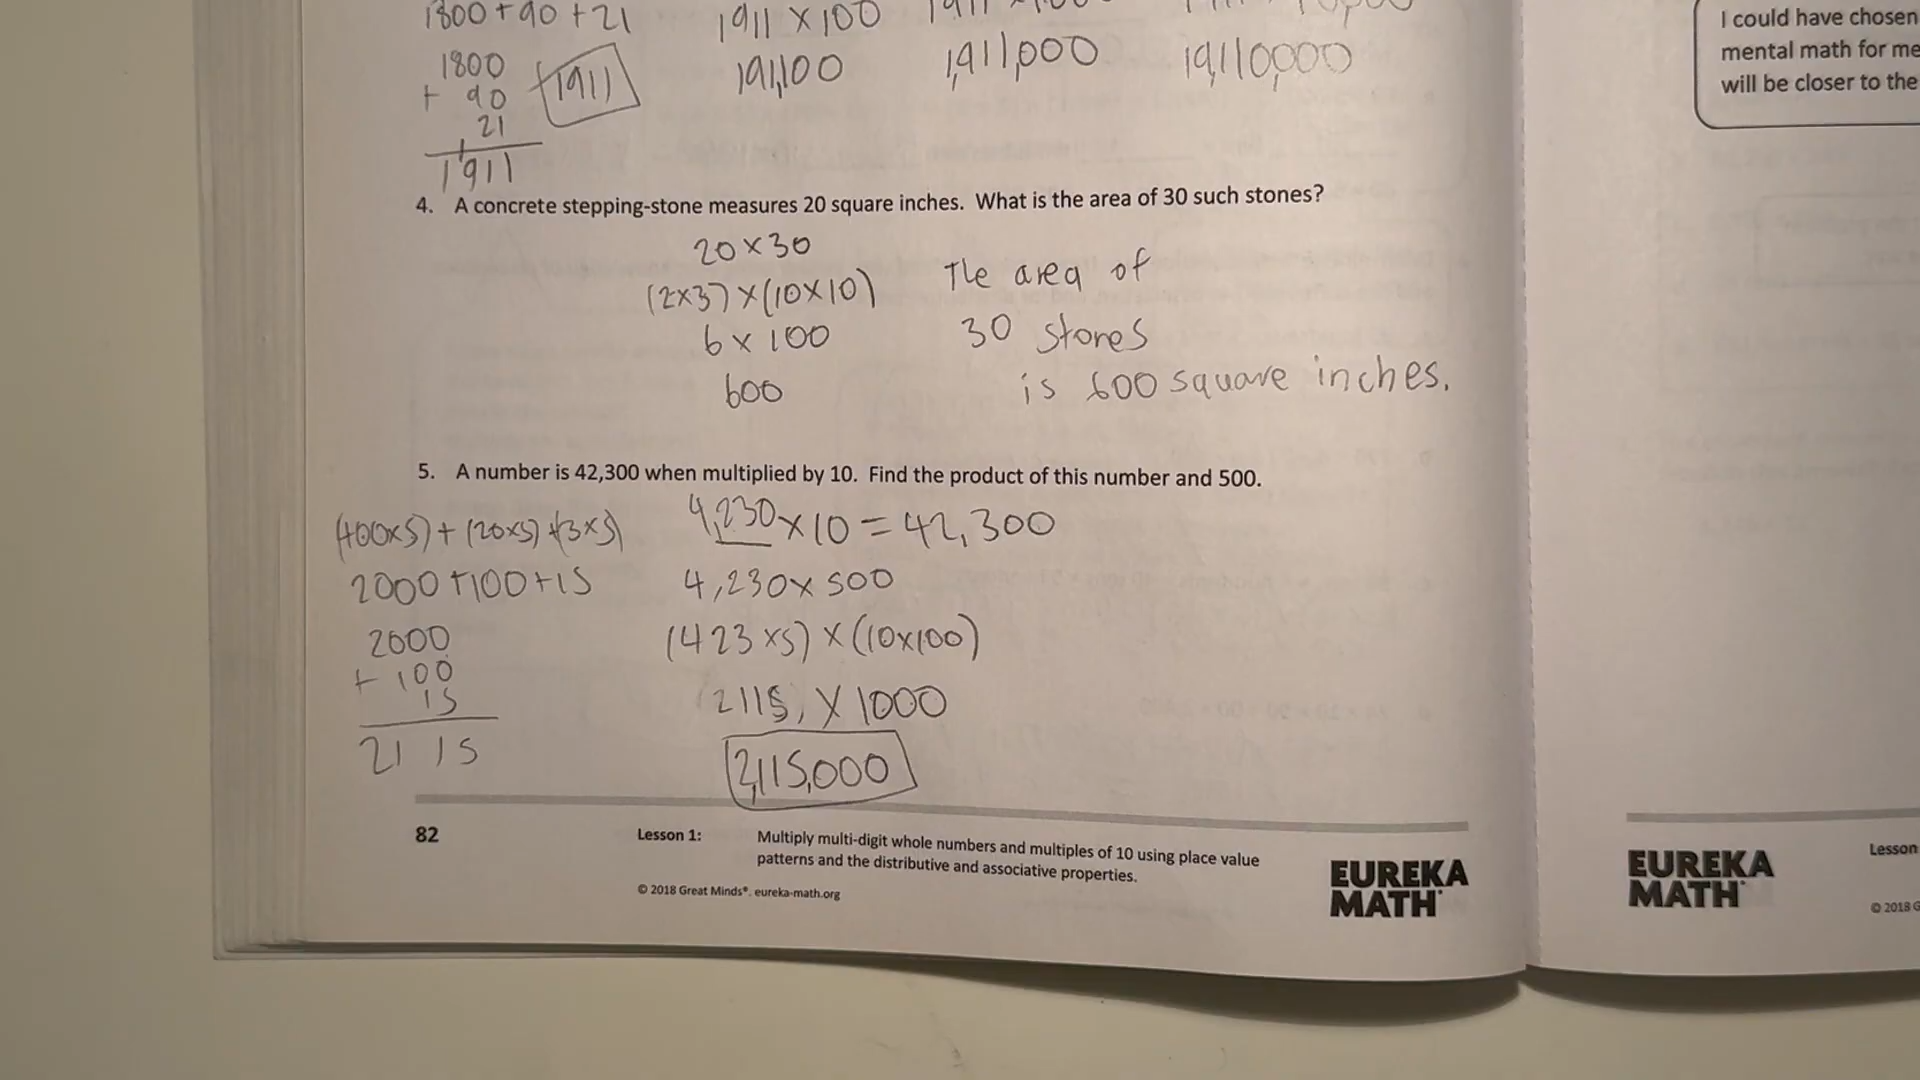 1800 + 90 + 21
1911 x 100
1800
+ 90
21
1911
1911
191,100
1,911,000
19,110,000
4. A concrete stepping-stone measures 20 square inches. What is the area of 30 such stones?
20 x 30
(2x3) x (10x10)
6 x 100
600
The area of
30 stones
is 600 square inches.
5. A number is 42,300 when multiplied by 10. Find the product of this number and 500.
4,230 x 10 = 42,300
(400x5) + (20x5) + (3x5)
2000 + 100 + 15
2000
+ 100
15
2115
4,230 x 500
(423 x5) x (10x100)
2115, x 1000
2,115,000
82
Lesson 1: Multiply multi-digit whole numbers and multiples of 10 using place value
patterns and the distributive and associative properties.
© 2018 Great Minds®. eureka-math.org
EUREKA
MATH
I could have chosen
mental math for me
will be closer to the
EUREKA
MATH
Lesson
© 2018 G